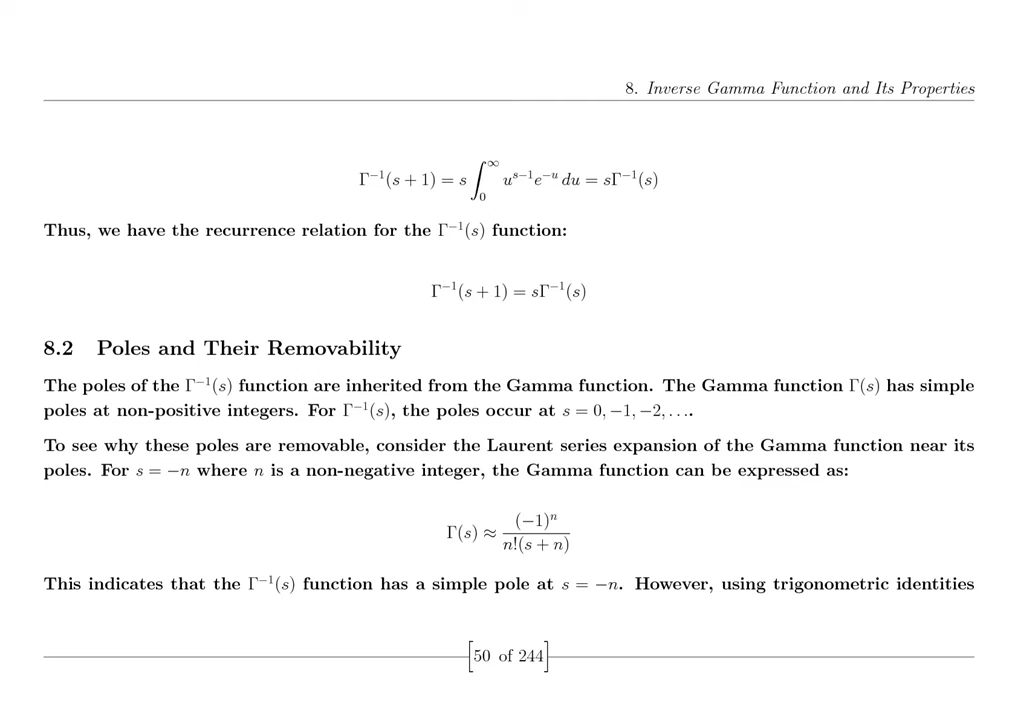 8. Inverse Gamma Function and Its Properties
Γ⁻¹(s + 1) = s ∫₀^∞ uˢ⁻¹e⁻ᵘ du = sΓ⁻¹(s)
Thus, we have the recurrence relation for the Γ⁻¹(s) function:
Γ⁻¹(s + 1) = sΓ⁻¹(s)
8.2 Poles and Their Removability
The poles of the Γ⁻¹(s) function are inherited from the Gamma function. The Gamma function Γ(s) has simple
poles at non-positive integers. For Γ⁻¹(s), the poles occur at s = 0, −1, −2, . . ..
To see why these poles are removable, consider the Laurent series expansion of the Gamma function near its
poles. For s = −n where n is a non-negative integer, the Gamma function can be expressed as:
Γ(s) ≈ (−1)ⁿ / n!(s + n)
This indicates that the Γ⁻¹(s) function has a simple pole at s = −n. However, using trigonometric identities
[50 of 244]